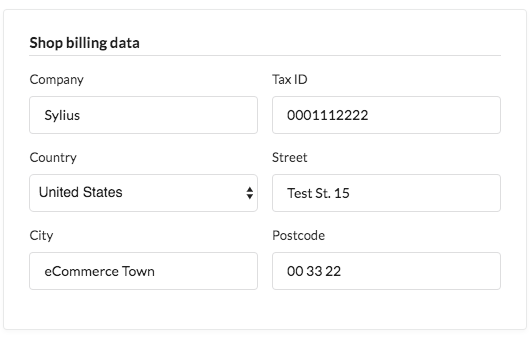 Shop billing data
Company Tax ID
Sylius 0001112222
Country Street
United States Test St. 15
City Postcode
eCommerce Town 00 33 22